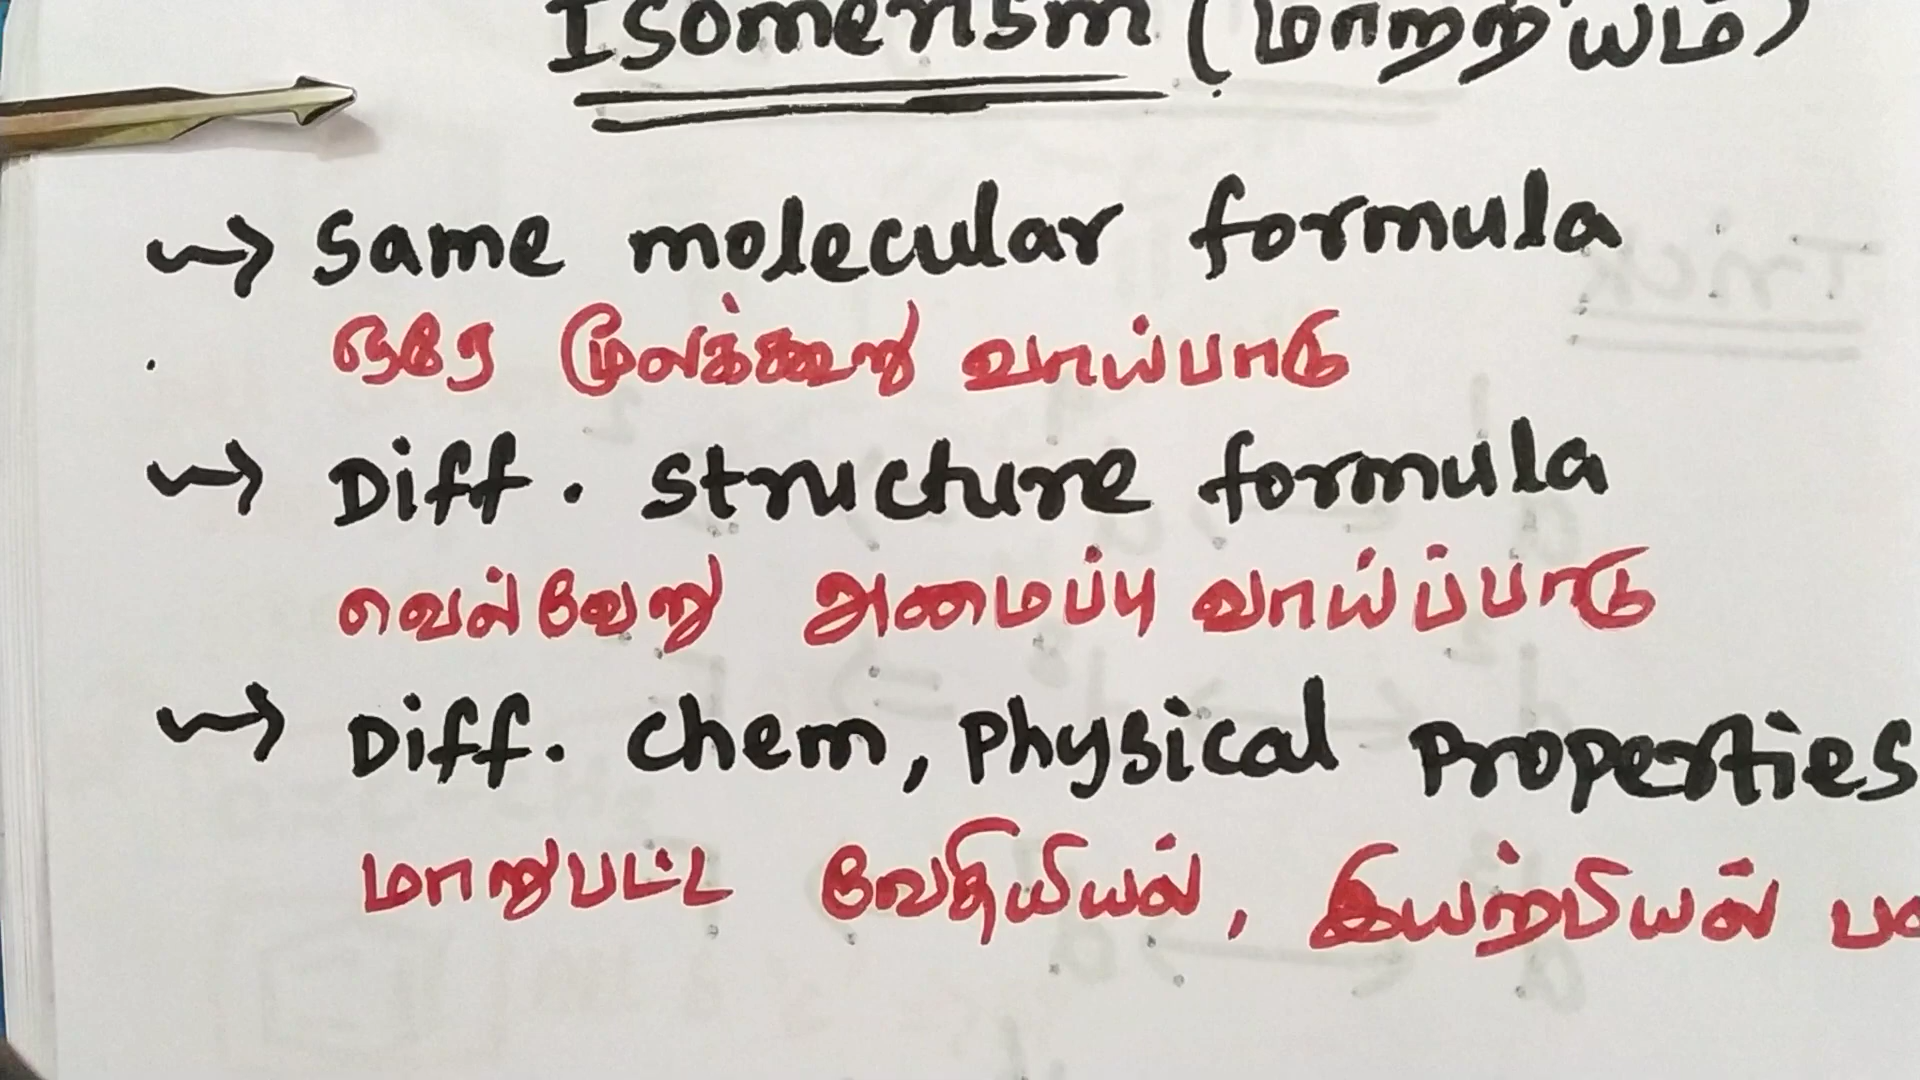 Isomerism (மாற்றியம்)
→ Same molecular formula
ஒரே மூலக்கூறு வாய்பாடு
→ Diff. structure formula
வெவ்வேறு அமைப்பு வாய்ப்பாடு
→ Diff. chem, physical properties
மாறுபட்ட வேதியியல், இயற்பியல்